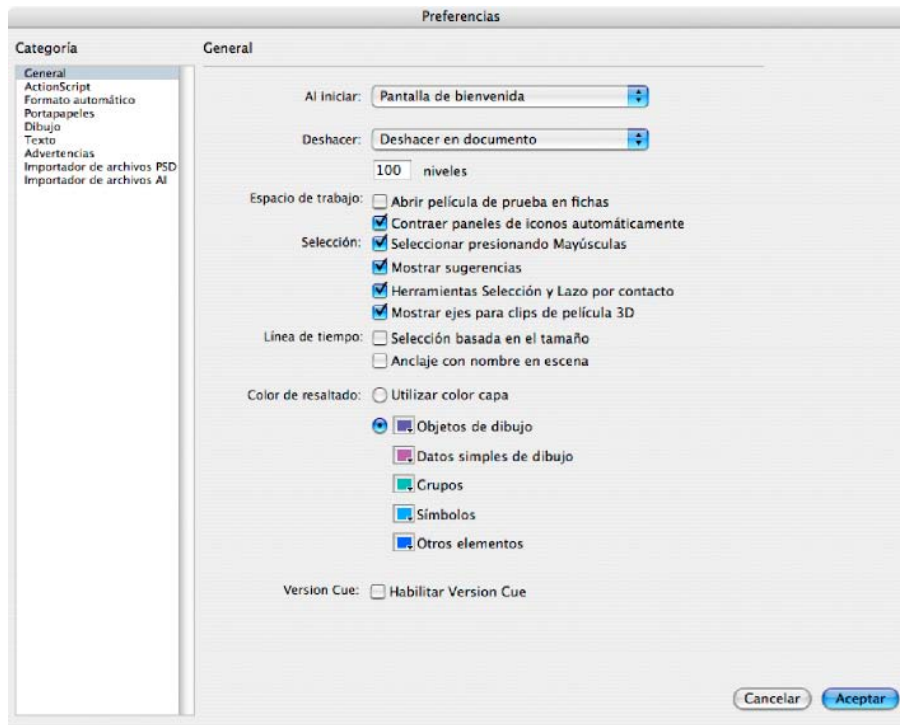 Preferencias
Categoría
General
ActionScript
Formato automático
Portapapeles
Dibujo
Texto
Advertencias
Importador de archivos PSD
Importador de archivos AI
General
Al iniciar: Pantalla de bienvenida
Deshacer: Deshacer en documento
100 niveles
Espacio de trabajo: Abrir película de prueba en fichas
Contraer paneles de iconos automáticamente
Selección: Seleccionar presionando Mayúsculas
Mostrar sugerencias
Herramientas Selección y Lazo por contacto
Mostrar ejes para clips de película 3D
Línea de tiempo: Selección basada en el tamaño
Anclaje con nombre en escena
Color de resaltado: Utilizar color capa
Objetos de dibujo
Datos simples de dibujo
Grupos
Símbolos
Otros elementos
Version Cue: Habilitar Version Cue
Cancelar Aceptar